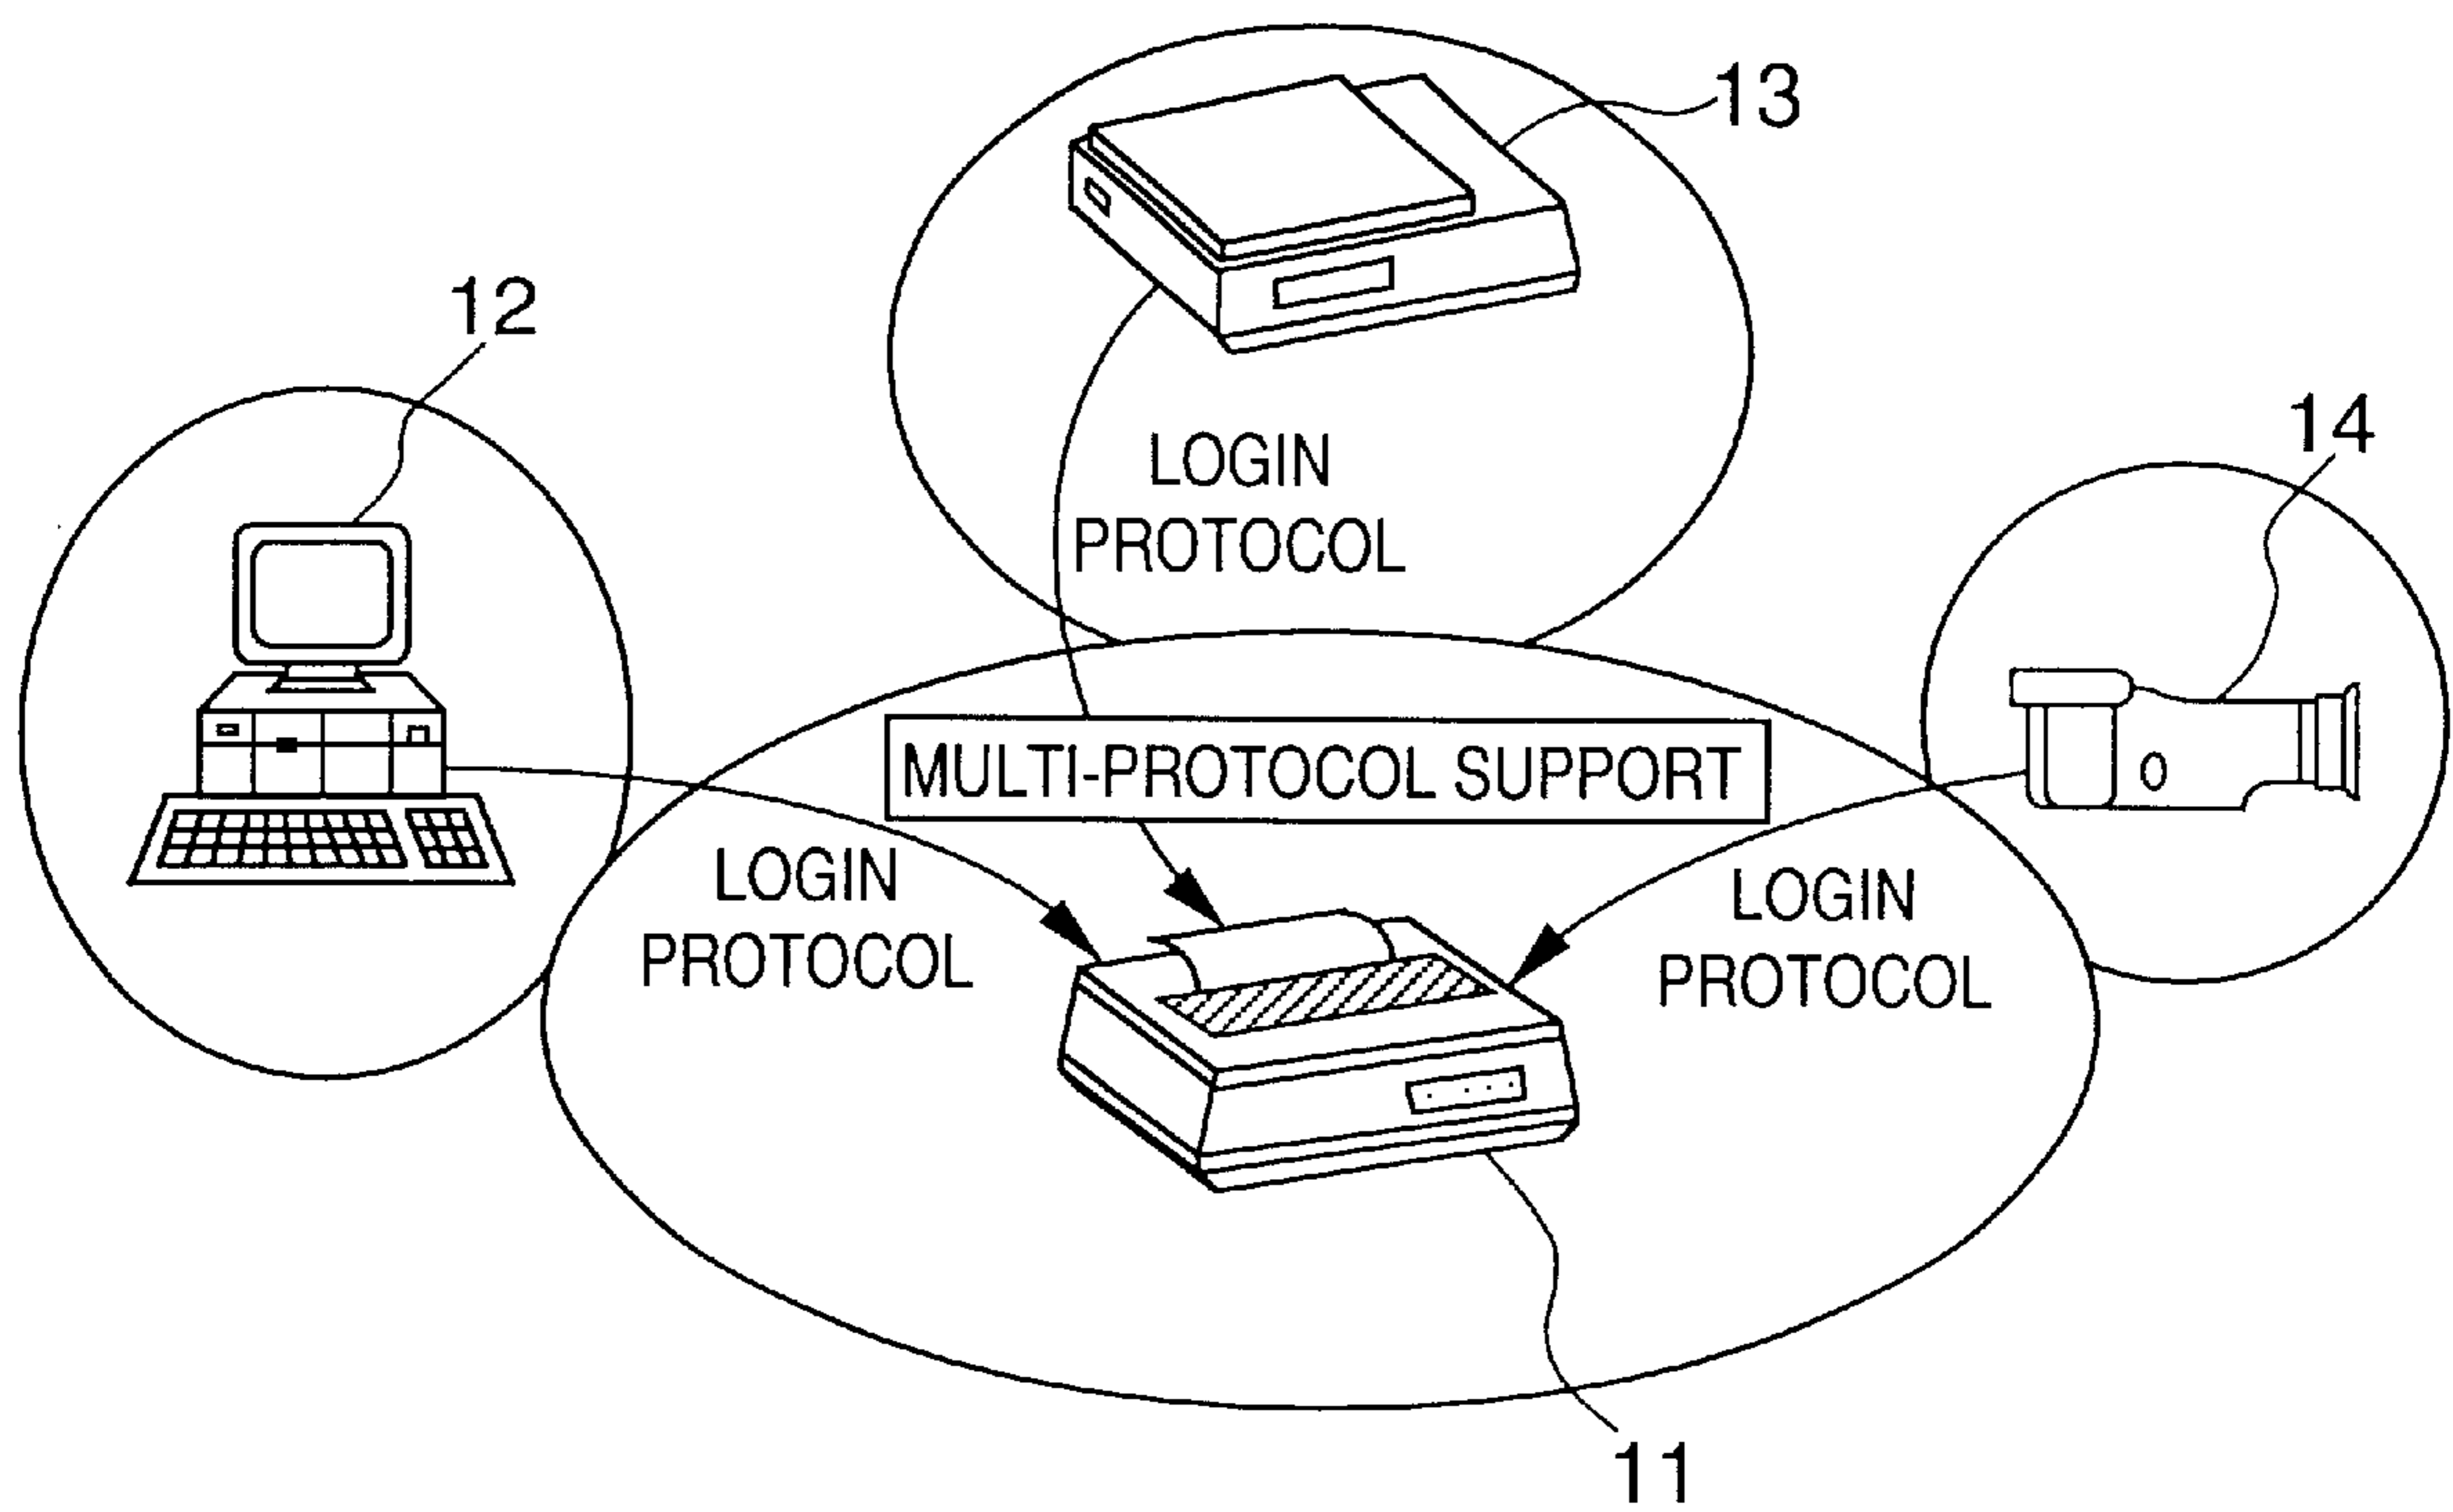 13
12
14
LOGIN
PROTOCOL
MULTI-PROTOCOL SUPPORT
LOGIN
PROTOCOL
LOGIN
PROTOCOL
11